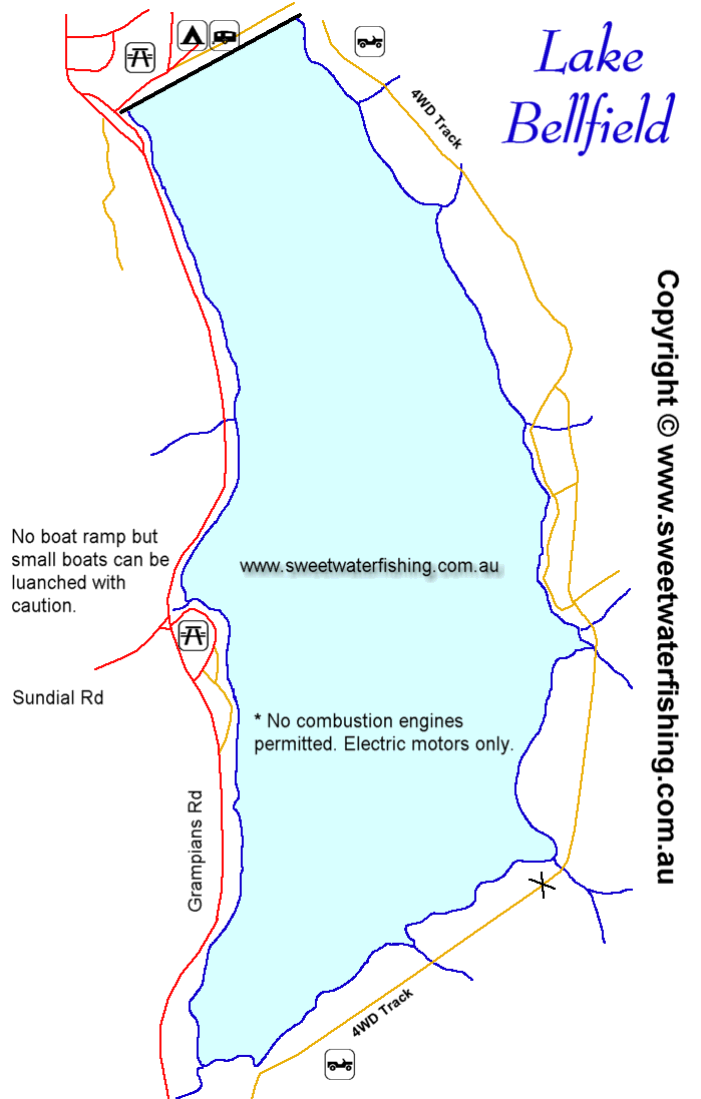 Lake
Bellfield
4WD Track
Copyright © www.sweetwaterfishing.com.au
No boat ramp but
small boats can be
luanched with
caution.
www.sweetwaterfishing.com.au
Sundial Rd
* No combustion engines
permitted. Electric motors only.
Grampians Rd
4WD Track